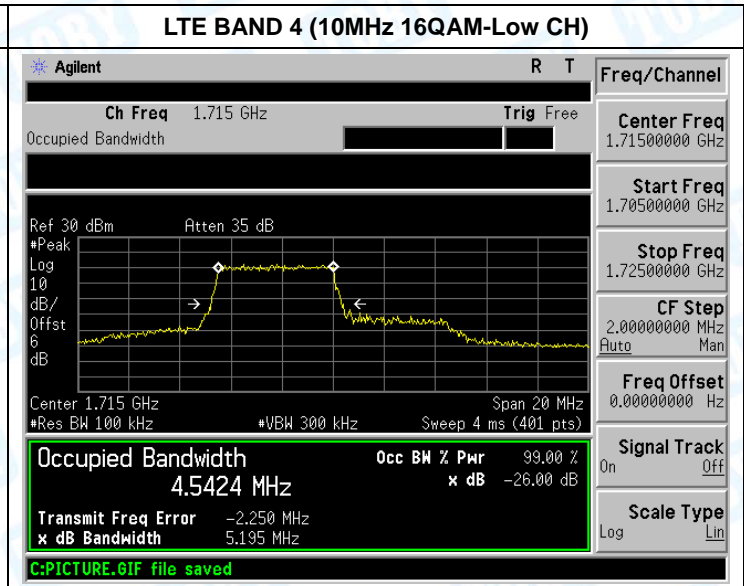 LTE BAND 4 (10MHz 16QAM-Low CH)
Agilent R T
Ch Freq 1.715 GHz Trig Free
Occupied Bandwidth
Ref 30 dBm Atten 35 dB
#Peak
Log
10
dB/
Offst
6
dB
Center 1.715 GHz Span 20 MHz
#Res BW 100 kHz #VBW 300 kHz Sweep 4 ms (401 pts)
Occupied Bandwidth Occ BW % Pwr 99.00 %
4.5424 MHz x dB -26.00 dB
Transmit Freq Error -2.250 MHz
x dB Bandwidth 5.195 MHz
C:PICTURE.GIF file saved
Freq/Channel
Center Freq
1.71500000 GHz
Start Freq
1.70500000 GHz
Stop Freq
1.72500000 GHz
CF Step
2.00000000 MHz
Auto Man
Freq Offset
0.00000000 Hz
Signal Track
On Off
Scale Type
Log Lin